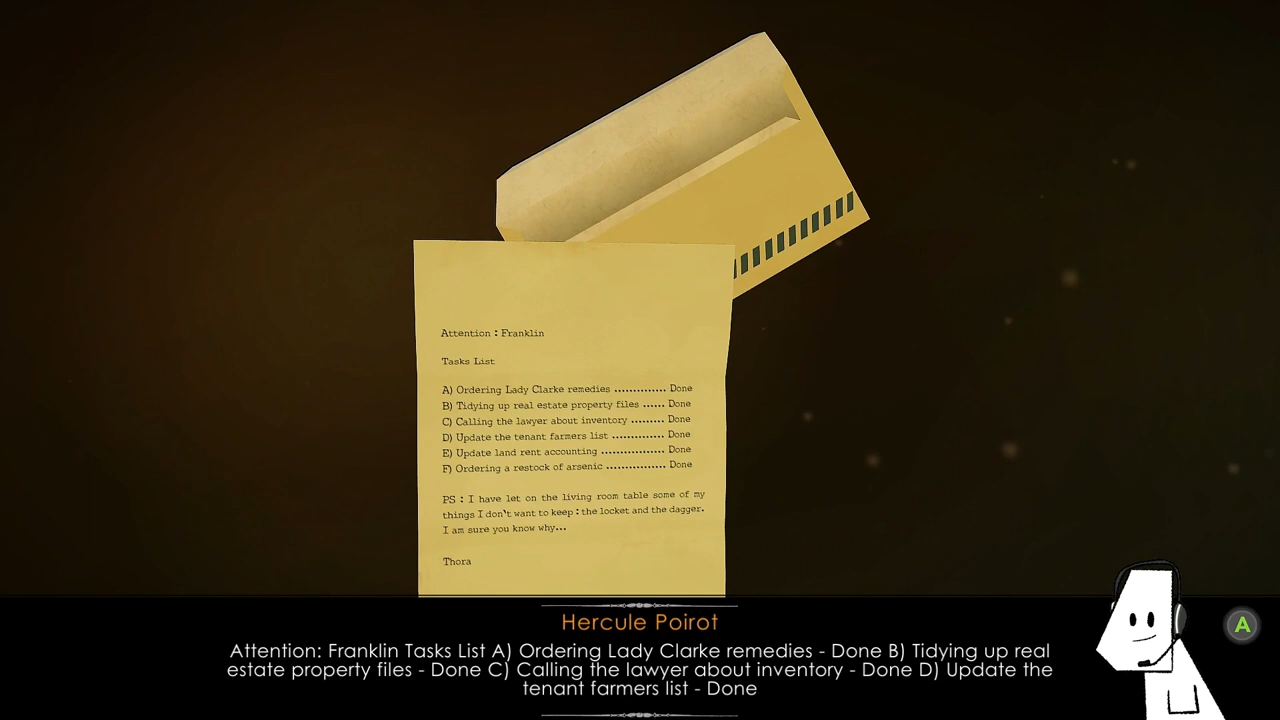 Attention : Franklin
Tasks List
A) Ordering Lady Clarke remedies .............. Done
B) Tidying up real estate property files ...... Done
C) Calling the lawyer about inventory ......... Done
D) Update the tenant farmers list .............. Done
E) Update land rent accounting ................ Done
F) Ordering a restock of arsenic ................ Done
PS : I have let on the living room table some of my
things I don't want to keep : the locket and the dagger.
I am sure you know why...
Thora
Hercule Poirot
Attention: Franklin Tasks List A) Ordering Lady Clarke remedies - Done B) Tidying up real
estate property files - Done C) Calling the lawyer about inventory - Done D) Update the
tenant farmers list - Done
A